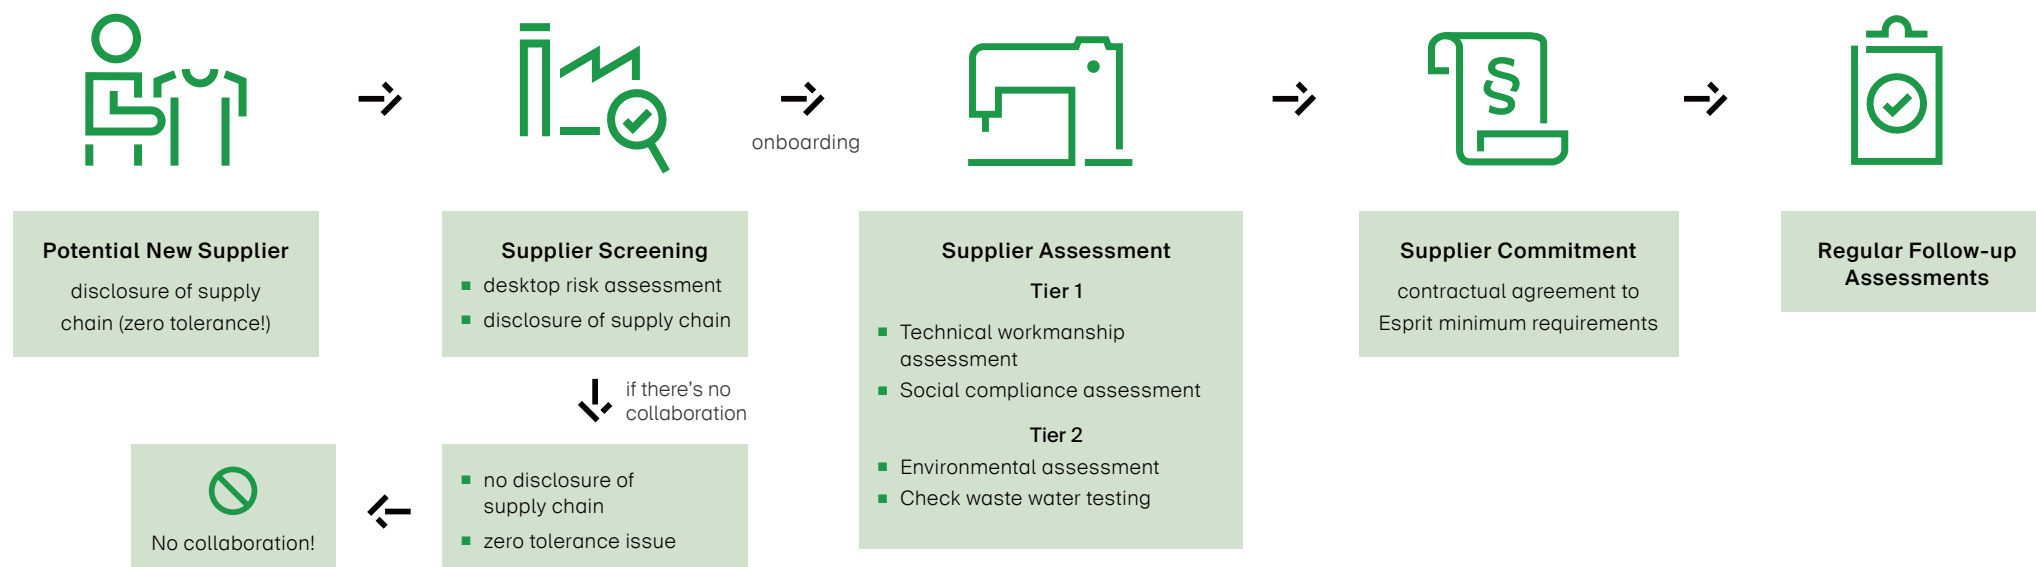 onboarding
Potential New Supplier
disclosure of supply
chain (zero tolerance!)
Supplier Screening
desktop risk assessment
disclosure of supply chain
if there's no
collaboration
no disclosure of
supply chain
zero tolerance issue
No collaboration!
Supplier Assessment
Tier 1
Technical workmanship
assessment
Social compliance assessment
Tier 2
Environmental assessment
Check waste water testing
§
Supplier Commitment
contractual agreement to
Esprit minimum requirements
Regular Follow-up
Assessments